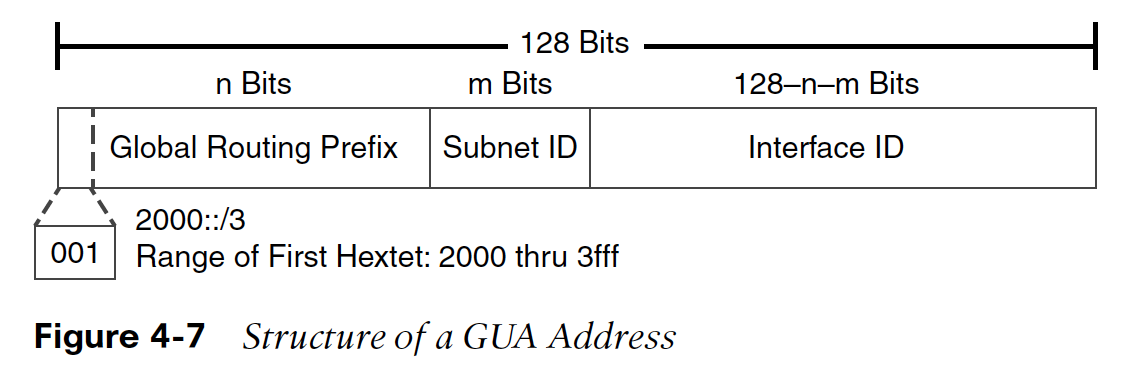 128 Bits
n Bits m Bits 128–n–m Bits
Global Routing Prefix Subnet ID Interface ID
2000::/3
001 Range of First Hextet: 2000 thru 3fff
Figure 4-7 Structure of a GUA Address